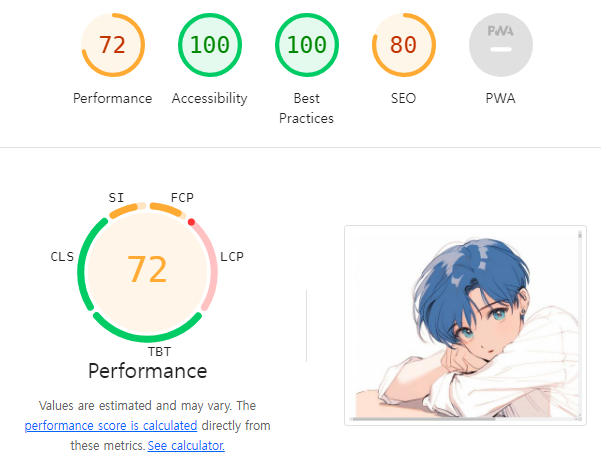 72
100
100
80
PWA
Performance
Accessibility
Best
Practices
SEO
PWA
SI
FCP
CLS
LCP
72
TBT
Performance
Values are estimated and may vary. The
performance score is calculated directly from
these metrics. See calculator.